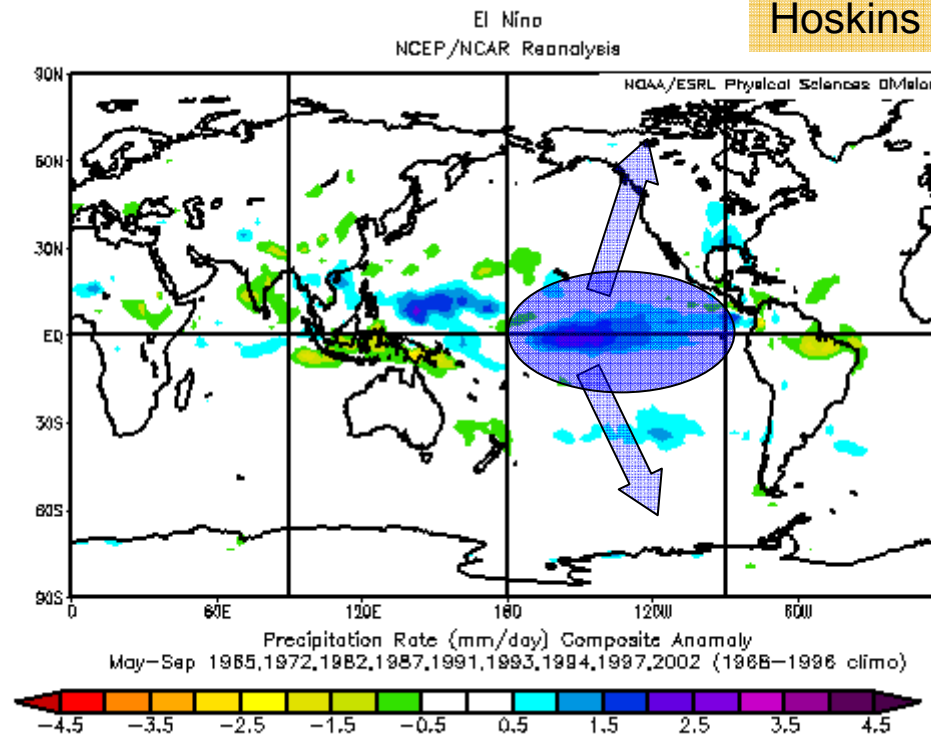 Hoskins
El Nino
NCEP/NCAR Reanalysis
NOAA/ESRL Physical Sciences Division
90N
60N
30N
EQ
30S
60S
90S
0 60E 120E 180 120W 60W
Precipitation Rate (mm/day) Composite Anomaly
May-Sep 1965,1972,1982,1987,1991,1993,1994,1997,2002 (1968-1996 climo)
-4.5 -3.5 -2.5 -1.5 -0.5 0.5 1.5 2.5 3.5 4.5